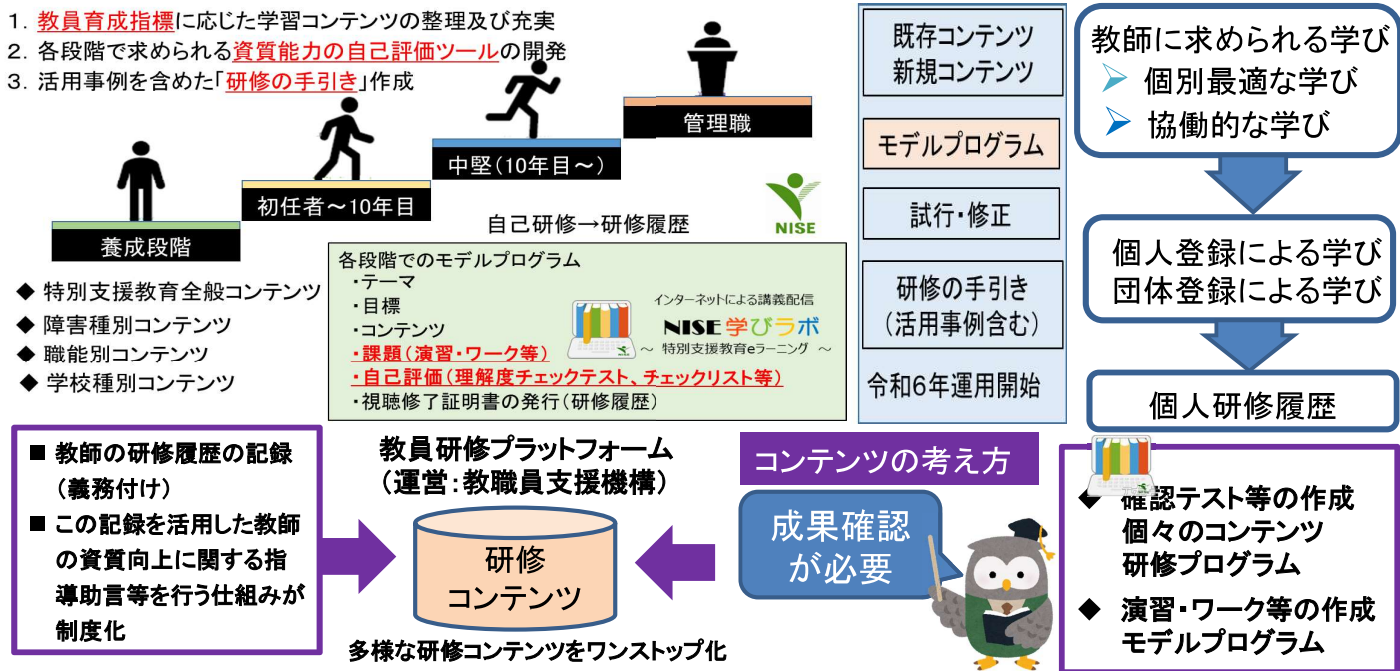 1. 教員育成指標に応じた学習コンテンツの整理及び充実
2. 各段階で求められる資質能力の自己評価ツールの開発
3. 活用事例を含めた「研修の手引き」作成
管理職
中堅(10年目～)
初任者～10年目
養成段階
自己研修→研修履歴
NISE
◆ 特別支援教育全般コンテンツ
◆ 障害種別コンテンツ
◆ 職能別コンテンツ
◆ 学校種別コンテンツ
各段階でのモデルプログラム
・テーマ
・目標
・コンテンツ
・課題(演習・ワーク等)
・自己評価(理解度チェックテスト、チェックリスト等)
・視聴修了証明書の発行(研修履歴)
インターネットによる講義配信
NISE 学びラボ
～ 特別支援教育eラーニング ～
既存コンテンツ
新規コンテンツ
モデルプログラム
試行・修正
研修の手引き
(活用事例含む)
令和6年運用開始
教師に求められる学び
➢ 個別最適な学び
➢ 協働的な学び
個人登録による学び
団体登録による学び
個人研修履歴
■ 教師の研修履歴の記録
(義務付け)
■ この記録を活用した教師
の資質向上に関する指
導助言等を行う仕組みが
制度化
教員研修プラットフォーム
(運営:教職員支援機構)
研修
コンテンツ
多様な研修コンテンツをワンストップ化
コンテンツの考え方
成果確認
が必要
◆ 確認テスト等の作成
個々のコンテンツ
研修プログラム
◆ 演習・ワーク等の作成
モデルプログラム